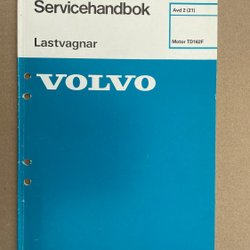 Servicehandbok
Avd 2 (21)
Lastvagnar
Motor TD162F
VOLVO